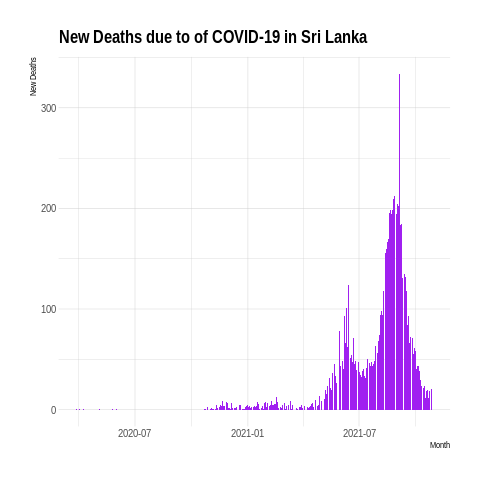 New Deaths due to of COVID-19 in Sri Lanka
New Deaths
300
200
100
0
2020-07
2021-01
2021-07
Month